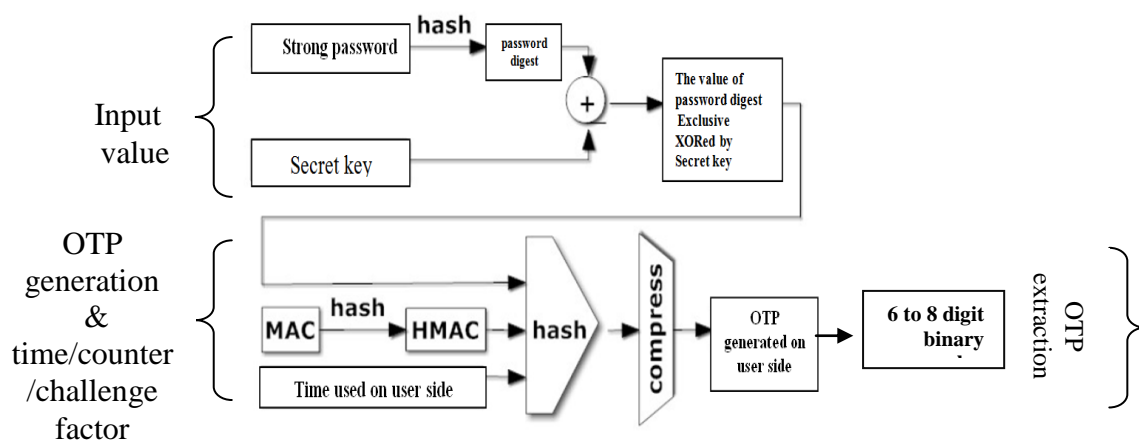 Input
value
Strong password
hash
password
digest
+
Secret key
The value of
password digest
Exclusive
XORed by
Secret key
OTP
generation
&
time/counter
/challenge
factor
MAC
hash
HMAC
Time used on user side
hash
compress
OTP
generated on
user side
6 to 8 digit
binary
OTP
extraction